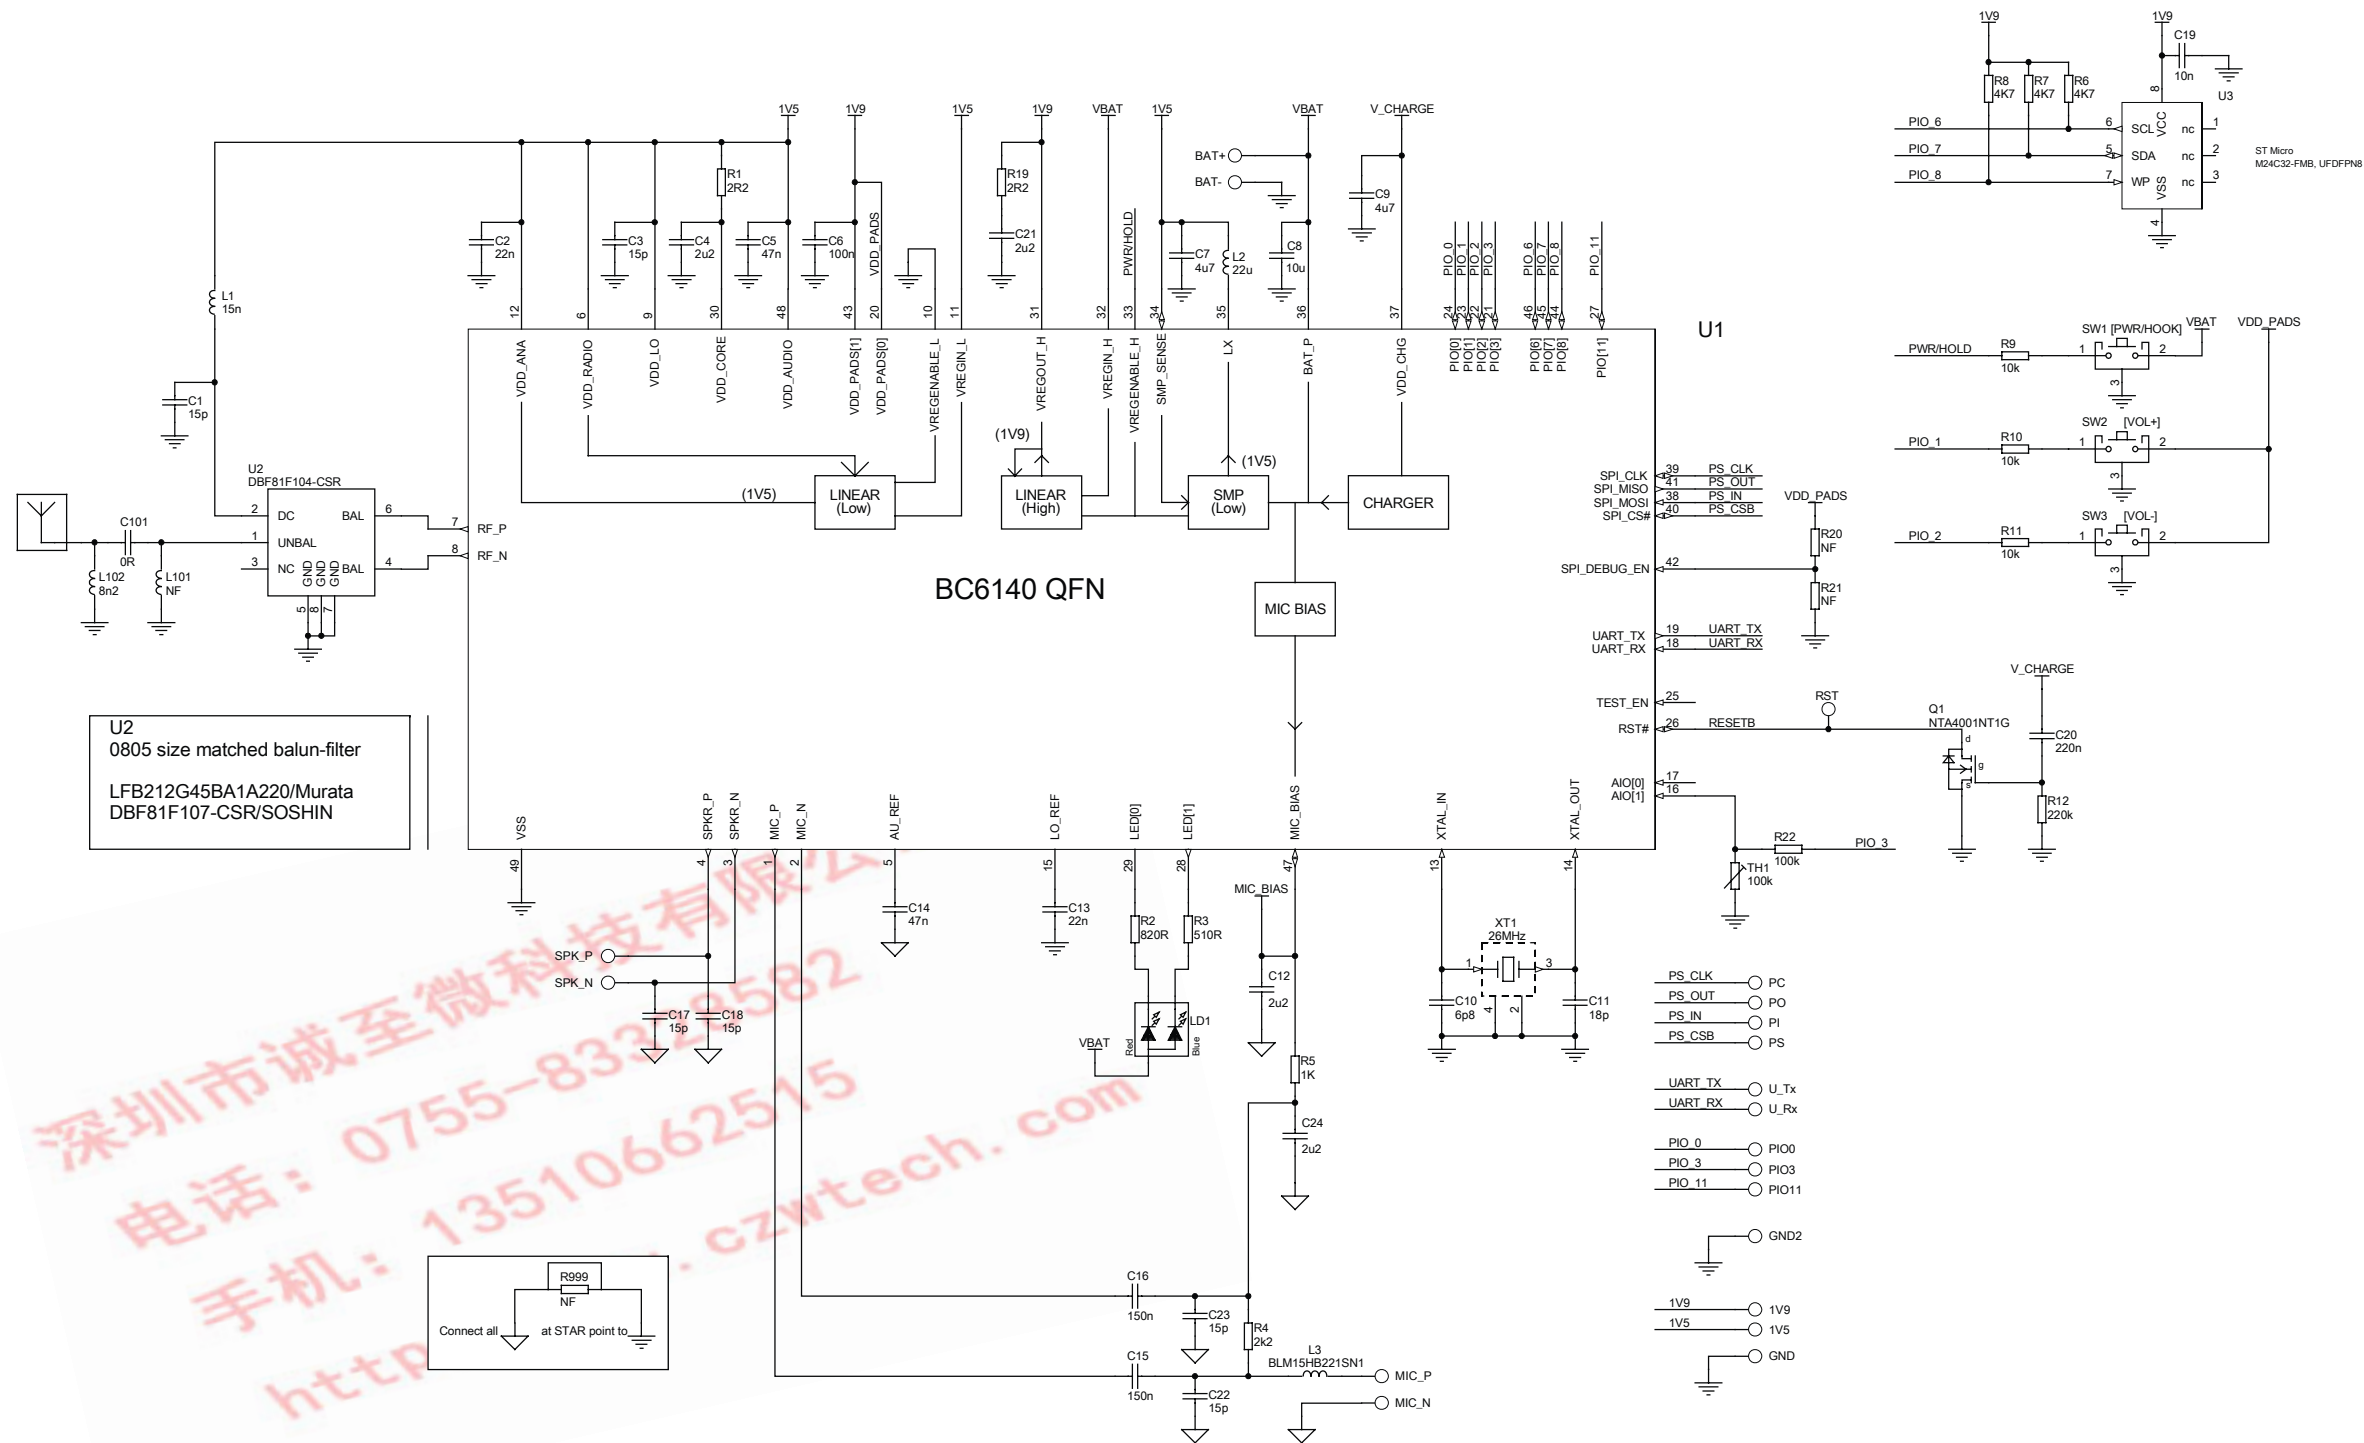 1V9
1V9
C19
10n
R8
4K7
R7
4K7
R6
4K7
8
U3
PIO_6
6
SCL
VCC
nc
1
PIO_7
5
SDA
nc
2
PIO_8
7
WP
VSS
nc
3
4
ST Micro
M24C32-FMB, UFDFPN8
1V5
1V9
1V5
1V9
VBAT
1V5
VBAT
V_CHARGE
BAT+
BAT-
R1
2R2
R19
2R2
C9
4u7
C2
22n
C3
15p
C4
2u2
C5
47n
C6
100n
VDD_PADS
C21
2u2
PWR/HOLD
C7
4u7
L2
22u
C8
10u
PIO_0
PIO_1
PIO_2
PIO_3
PIO_6
PIO_7
PIO_8
PIO_11
L1
15n
C1
15p
12
6
9
30
48
43
20
10
11
31
32
33
34
35
36
37
24
23
22
21
46
45
44
27
U1
VDD_ANA
VDD_RADIO
VDD_LO
VDD_CORE
VDD_AUDIO
VDD_PADS[1]
VDD_PADS[0]
VREGENABLE_L
VREGIN_L
VREGOUT_H
VREGIN_H
VREGENABLE_H
SMP_SENSE
LX
BAT_P
VDD_CHG
PIO[0]
PIO[1]
PIO[2]
PIO[3]
PIO[6]
PIO[7]
PIO[8]
PIO[11]
(1V9)
(1V5)
(1V5)
LINEAR
(Low)
LINEAR
(High)
SMP
(Low)
CHARGER
MIC BIAS
BC6140 QFN
SW1 [PWR/HOOK]
VBAT
VDD_PADS
PWR/HOLD
R9
10k
1
2
3
SW2 [VOL+]
PIO_1
R10
10k
1
2
3
SW3 [VOL-]
PIO_2
R11
10k
1
2
3
U2
DBF81F104-CSR
2
DC
BAL
6
1
UNBAL
3
NC
BAL
4
GND
GND
GND
5
8
7
C101
0R
L102
8n2
L101
NF
7
RF_P
8
RF_N
SPI_CLK
39
PS_CLK
SPI_MISO
41
PS_OUT
SPI_MOSI
38
PS_IN
SPI_CS#
40
PS_CSB
VDD_PADS
R20
NF
SPI_DEBUG_EN
42
R21
NF
UART_TX
19
UART_TX
UART_RX
18
UART_RX
TEST_EN
25
RST#
26
RESETB
RST
V_CHARGE
Q1
NTA4001NT1G
d
g
s
C20
220n
R12
220k
AIO[0]
17
AIO[1]
16
R22
100k
PIO_3
TH1
100k
U2
0805 size matched balun-filter
LFB212G45BA1A220/Murata
DBF81F107-CSR/SOSHIN
VSS
SPKR_P
SPKR_N
MIC_P
MIC_N
AU_REF
LO_REF
LED[0]
LED[1]
MIC_BIAS
XTAL_IN
XTAL_OUT
49
4
3
1
2
5
15
29
28
47
13
14
C14
47n
C13
22n
R2
820R
R3
510R
MIC_BIAS
C12
2u2
XT1
26MHz
1
3
4
2
C10
6p8
C11
18p
SPK_P
SPK_N
C17
15p
C18
15p
VBAT
Red
Blue
LD1
R5
1K
C24
2u2
PS_CLK
PC
PS_OUT
PO
PS_IN
PI
PS_CSB
PS
UART_TX
U_Tx
UART_RX
U_Rx
PIO_0
PIO0
PIO_3
PIO3
PIO_11
PIO11
GND2
1V9
1V9
1V5
1V5
GND
C16
150n
C23
15p
R4
2k2
C15
150n
C22
15p
L3
BLM15HB221SN1
MIC_P
MIC_N
R999
NF
Connect all
at STAR point to
深圳市诚至微科技有限公
电话：0755-83328582
手机：13510662515
http
.czwtech.com